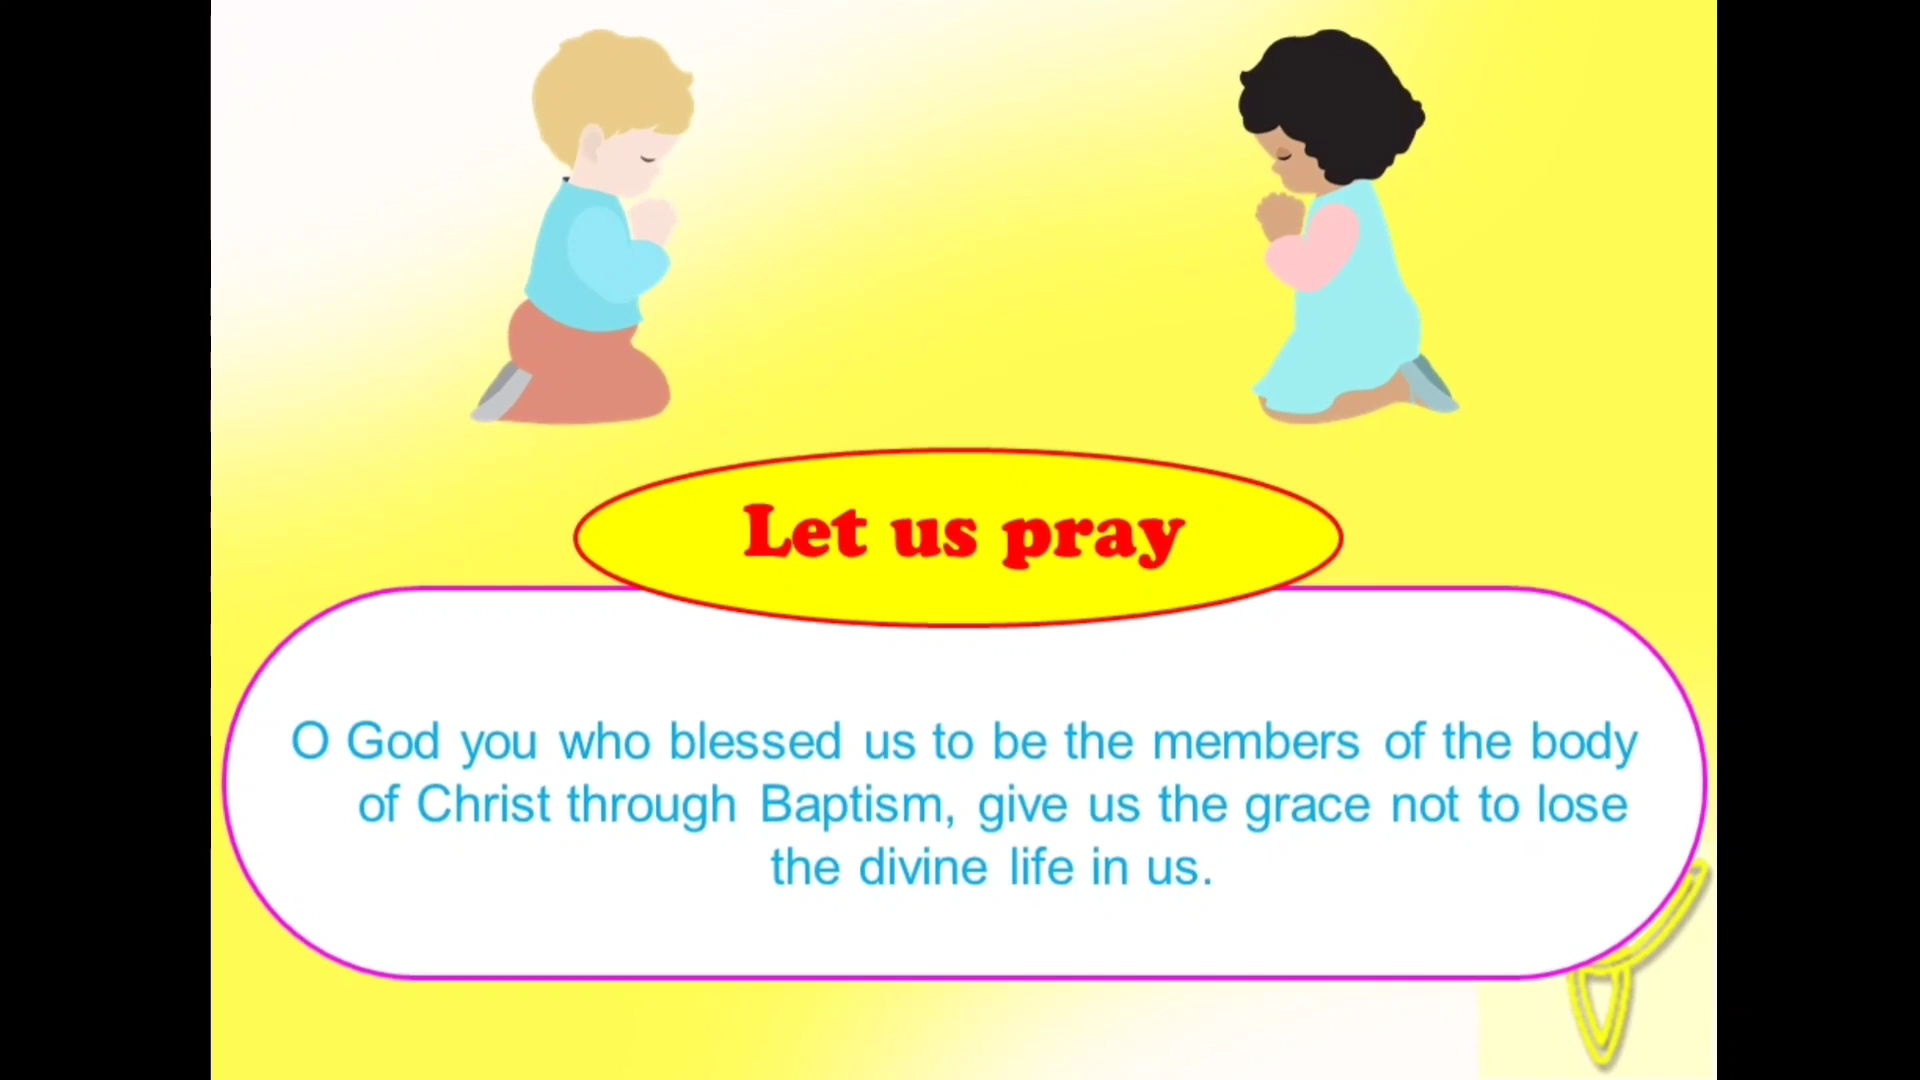 Let us pray
O God you who blessed us to be the members of the body
of Christ through Baptism, give us the grace not to lose
the divine life in us.